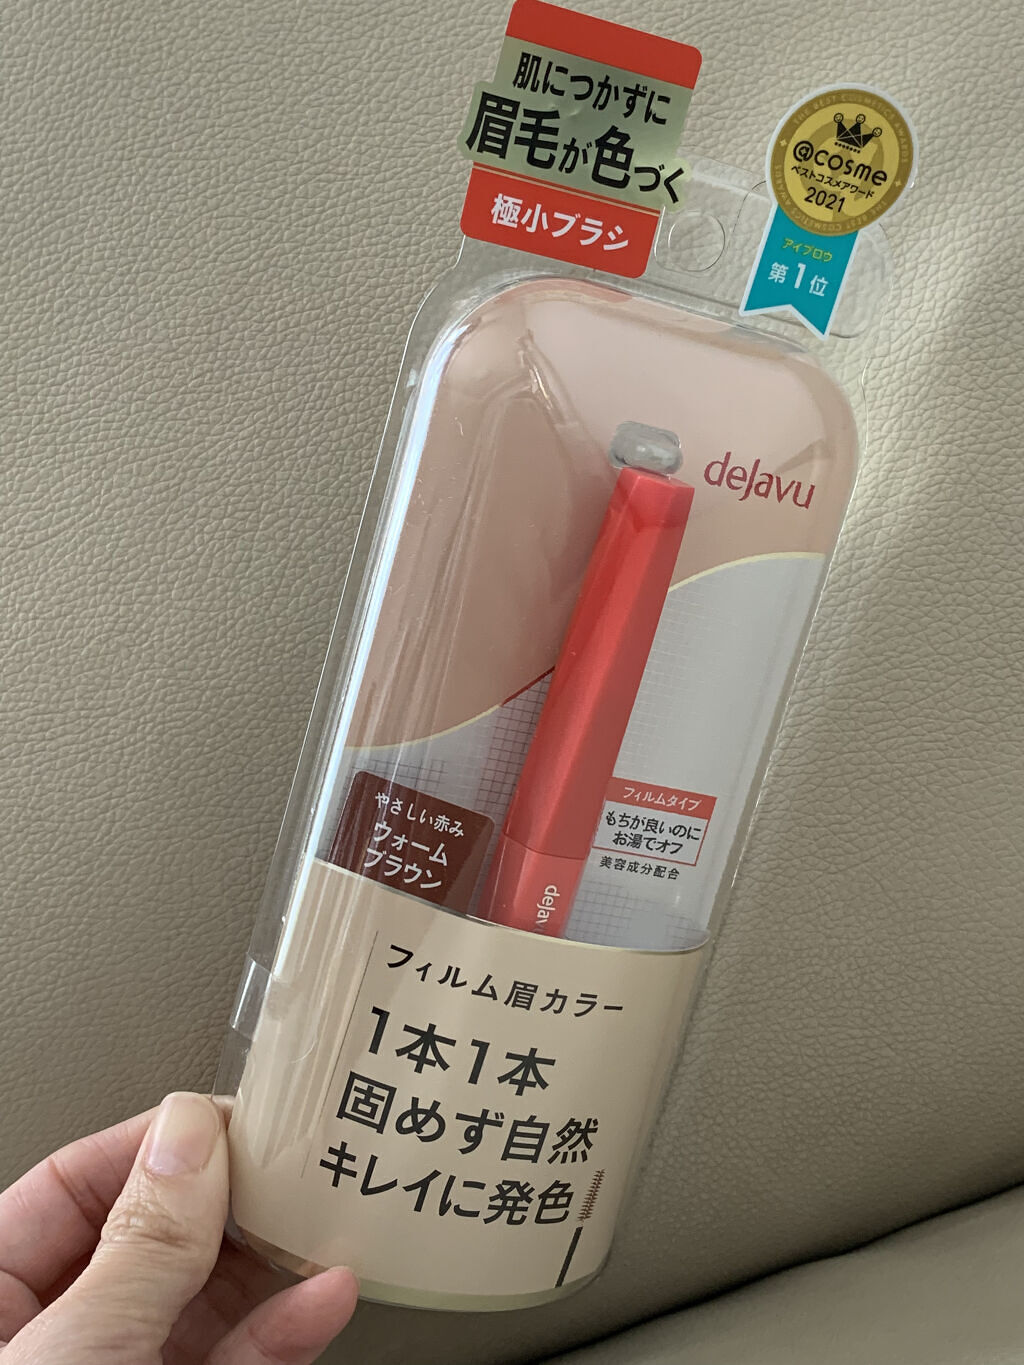 肌につかずに
眉毛が色づく
極小ブラシ
THE BEST COSMETICS AWARDS
@cosme
ベストコスメアワード
2021
アイブロウ
第1位
dejavu
やさしい赤み
ウォーム
ブラウン
フィルムタイプ
もちが良いのに
お湯でオフ
美容成分配合
dejav
フィルム眉カラー
1本1本
固めず自然
キレイに発色